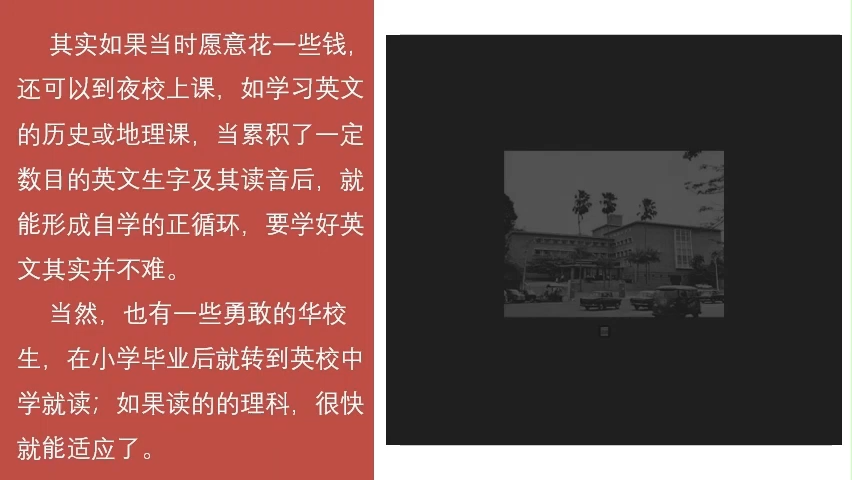 其实如果当时愿意花一些钱，
还可以到夜校上课，如学习英文
的历史或地理课，当累积了一定
数目的英文生字及其读音后，就
能形成自学的正循环，要学好英
文其实并不难。
当然，也有一些勇敢的华校
生，在小学毕业后就转到英校中
学就读；如果读的的理科，很快
就能适应了。